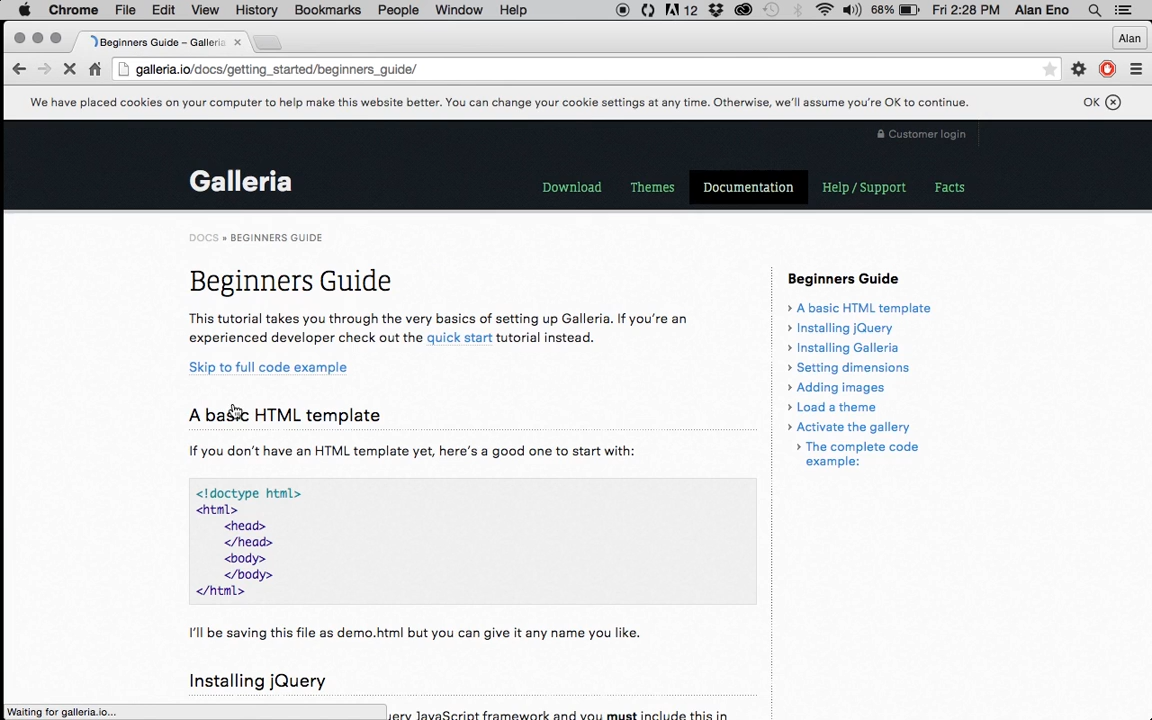 Chrome File Edit View History Bookmarks People Window Help 12 68% Fri 2:28 PM Alan Eno
Beginners Guide – Galleria Alan
galleria.io/docs/getting_started/beginners_guide/
We have placed cookies on your computer to help make this website better. You can change your cookie settings at any time. Otherwise, we'll assume you're OK to continue. OK
Customer login
Galleria Download Themes Documentation Help / Support Facts
DOCS » BEGINNERS GUIDE
Beginners Guide
This tutorial takes you through the very basics of setting up Galleria. If you're an
experienced developer check out the quick start tutorial instead.
Skip to full code example
A basic HTML template
If you don't have an HTML template yet, here's a good one to start with:
<!doctype html>
<html>
<head>
</head>
<body>
</body>
</html>
I'll be saving this file as demo.html but you can give it any name you like.
Installing jQuery
JavaScript framework and you must include this in
Beginners Guide
› A basic HTML template
› Installing jQuery
› Installing Galleria
› Setting dimensions
› Adding images
› Load a theme
› Activate the gallery
› The complete code
example:
Waiting for galleria.io...